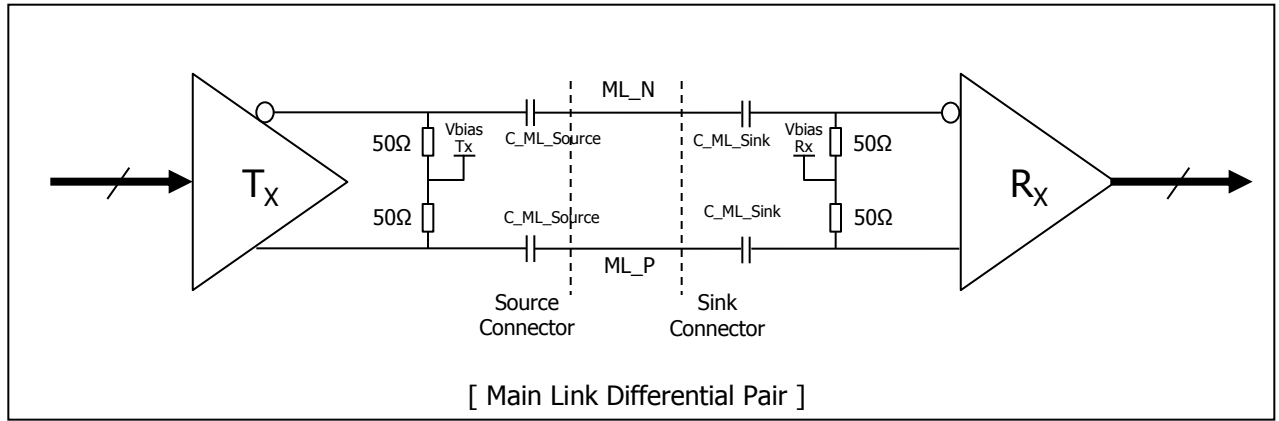 ML_N
Vbias
Tx
50Ω
C_ML_Source
C_ML_Sink
Vbias
Rx
50Ω
TX
RX
50Ω
C_ML_Source
C_ML_Sink
50Ω
ML_P
Source
Connector
Sink
Connector
[ Main Link Differential Pair ]